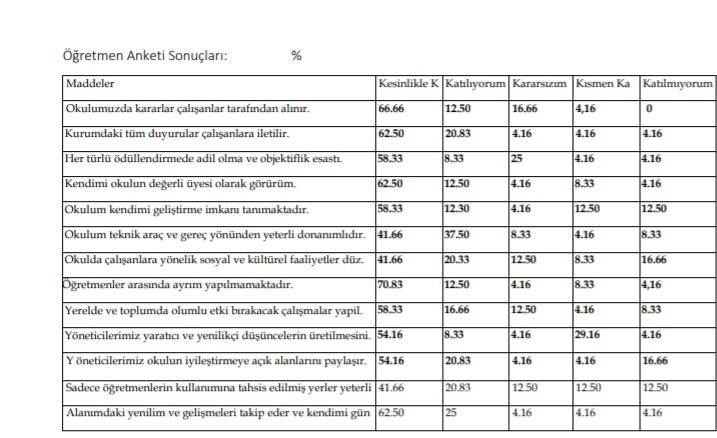 Öğretmen Anketi Sonuçları: %
Maddeler Kesinlikle K Katılıyorum Kararsızım Kısmen Ka Katılmıyorum
Okulumuzda kararlar çalışanlar tarafından alınır. 66.66 12.50 16.66 4,16 0
Kurumdaki tüm duyurular çalışanlara iletilir. 62.50 20.83 4.16 4.16 4.16
Her türlü ödüllendirmede adil olma ve objektiflik esastı. 58.33 8.33 25 4.16 4.16
Kendimi okulun değerli üyesi olarak görürüm. 62.50 12.50 4.16 8.33 4.16
Okulum kendimi geliştirme imkanı tanımaktadır. 58.33 12.30 4.16 12.50 12.50
Okulum teknik araç ve gereç yönünden yeterli donanımlıdır. 41.66 37.50 8.33 4.16 8.33
Okulda çalışanlara yönelik sosyal ve kültürel faaliyetler düz. 41.66 20.33 12.50 8.33 16.66
Öğretmenler arasında ayrım yapılmamaktadır. 70.83 12.50 4.16 8.33 4,16
Yerelde ve toplumda olumlu etki bırakacak çalışmalar yapil. 58.33 16.66 12.50 4.16 8.33
Yöneticilerimiz yaratıcı ve yenilikçi düşüncelerin üretilmesini. 54.16 8.33 4.16 29.16 4.16
Y öneticilerimiz okulun iyileştirmeye açık alanlarını paylaşır. 54.16 20.83 4.16 4.16 16.66
Sadece öğretmenlerin kullanımına tahsis edilmiş yerler yeterli 41.66 20.83 12.50 12.50 12.50
Alanımdaki yenilim ve gelişmeleri takip eder ve kendimi gün 62.50 25 4.16 4.16 4.16